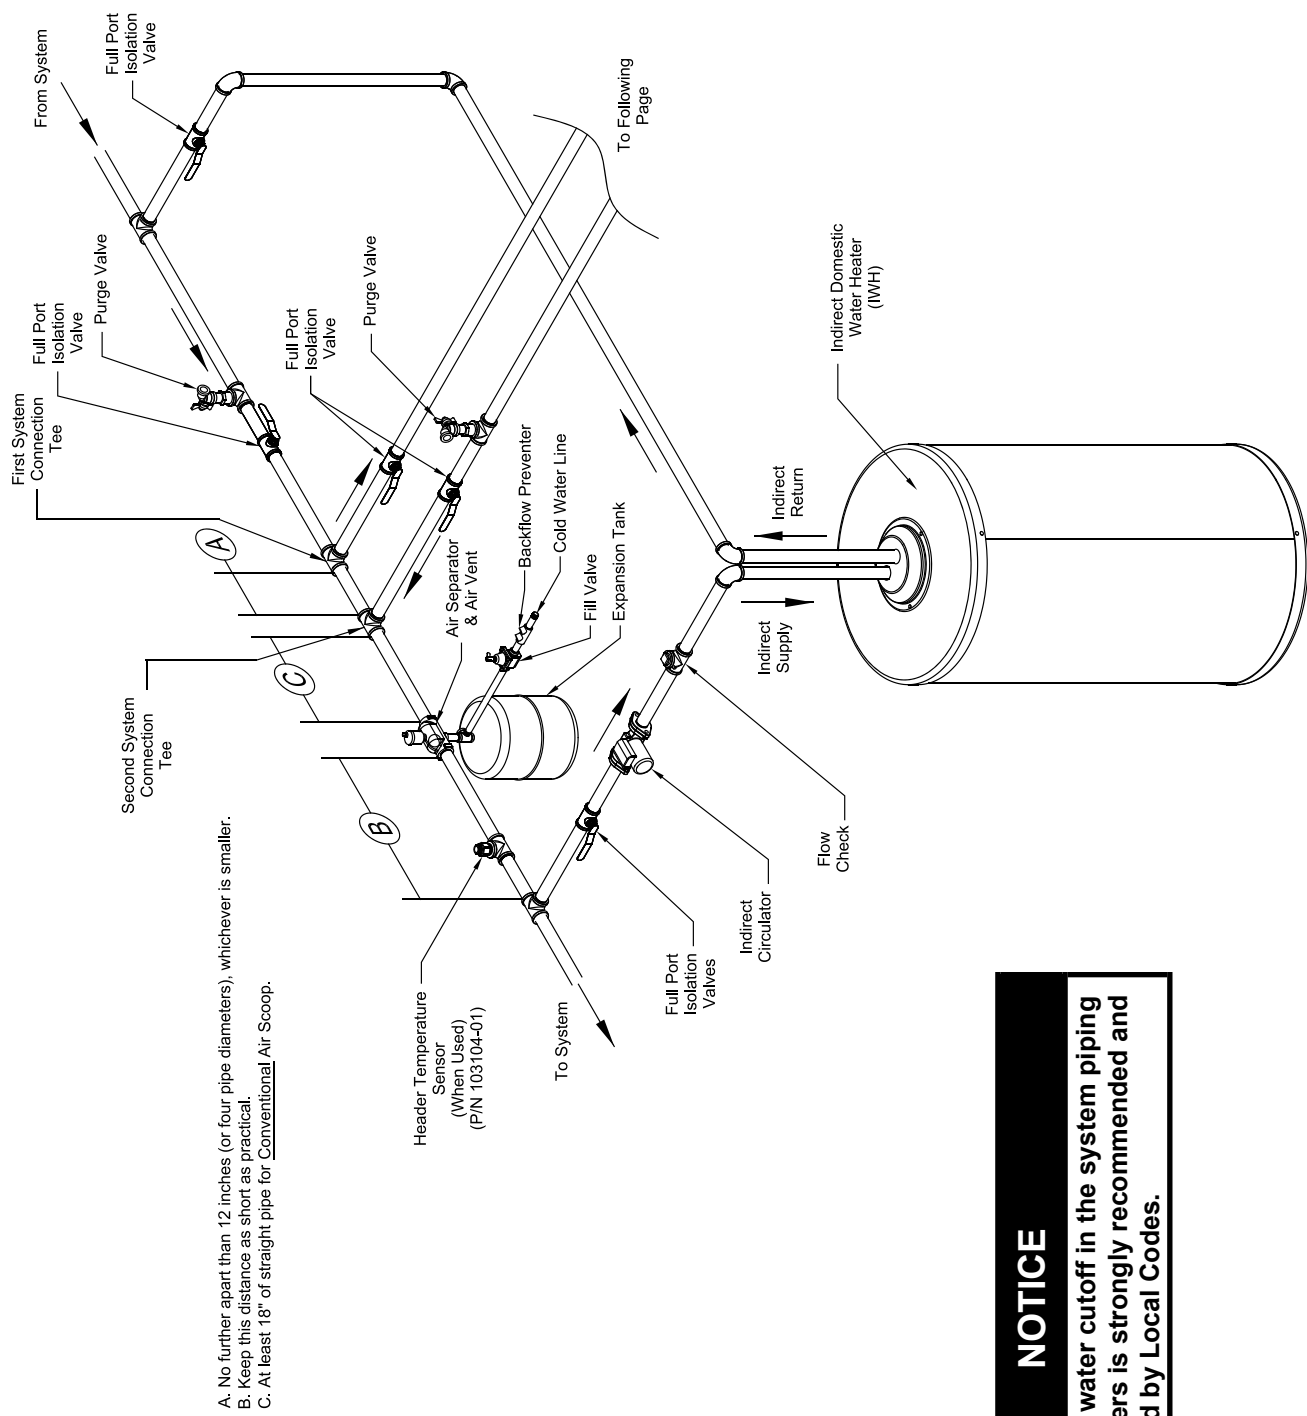 From System
Full Port
Isolation
Valve
Purge Valve
Full Port
Isolation
Valve
First System
Connection
Tee
Full Port
Isolation
Valve
Purge Valve
To Following
Page
A
C
B
Second System
Connection
Tee
Air Separator
& Air Vent
Backflow Preventer
Cold Water Line
Fill Valve
Expansion Tank
Indirect Domestic
Water Heater
(IWH)
Indirect
Return
Indirect
Supply
Flow
Check
Indirect
Circulator
Full Port
Isolation
Valves
Header Temperature
Sensor
(When Used)
(P/N 103104-01)
To System
A. No further apart than 12 inches (or four pipe diameters), whichever is smaller.
B. Keep this distance as short as practical.
C. At least 18" of straight pipe for Conventional Air Scoop.
NOTICE
water cutoff in the system piping
ers is strongly recommended and
d by Local Codes.